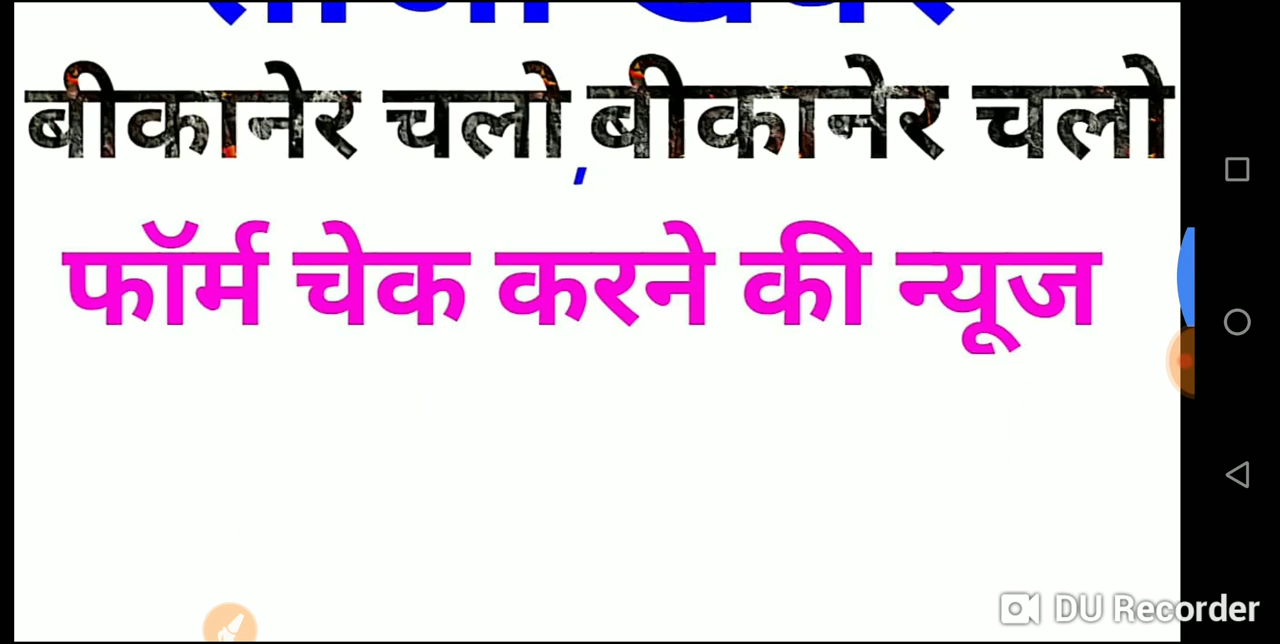 बीकानेर चलो,बीकानेर चलो
फॉर्म चेक करने की न्यूज
DU Recorder